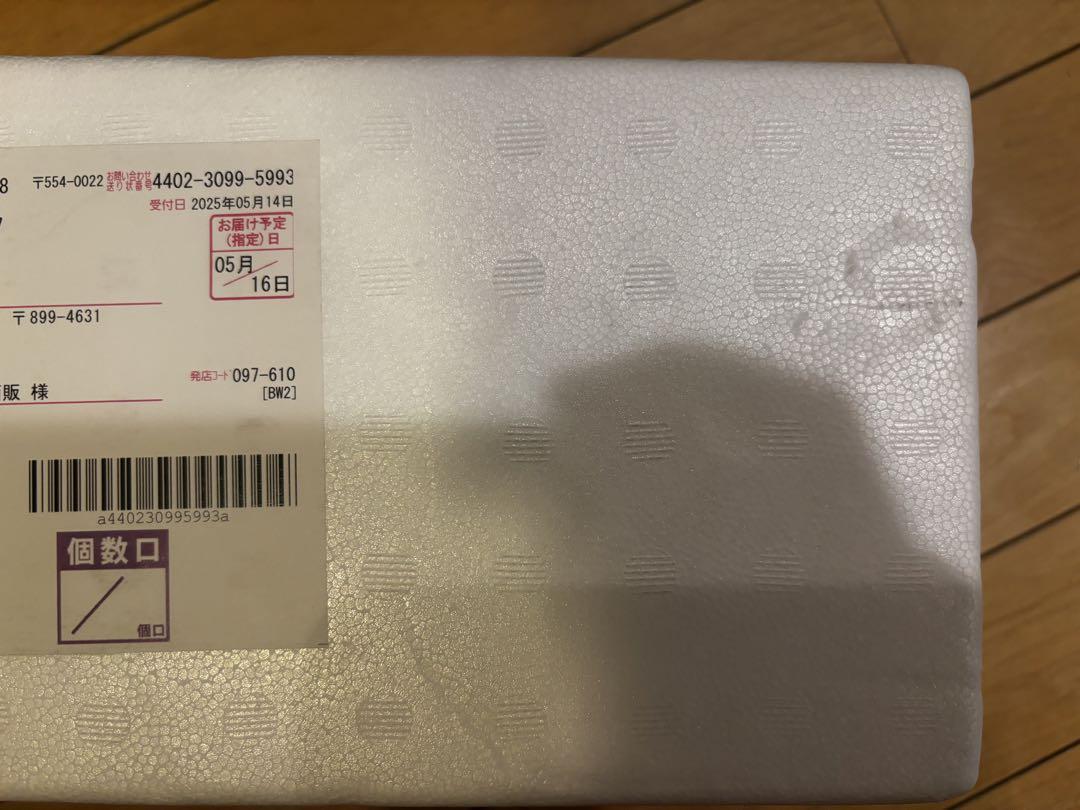 8 〒554-0022 お問い合わせ送り状番号 4402-3099-5993
受付日 2025年05月14日
お届け予定
(指定)日
05月
16日
〒899-4631
発店コード 097-610
販 様
[BW2]
a440230995993a
個数口
個口